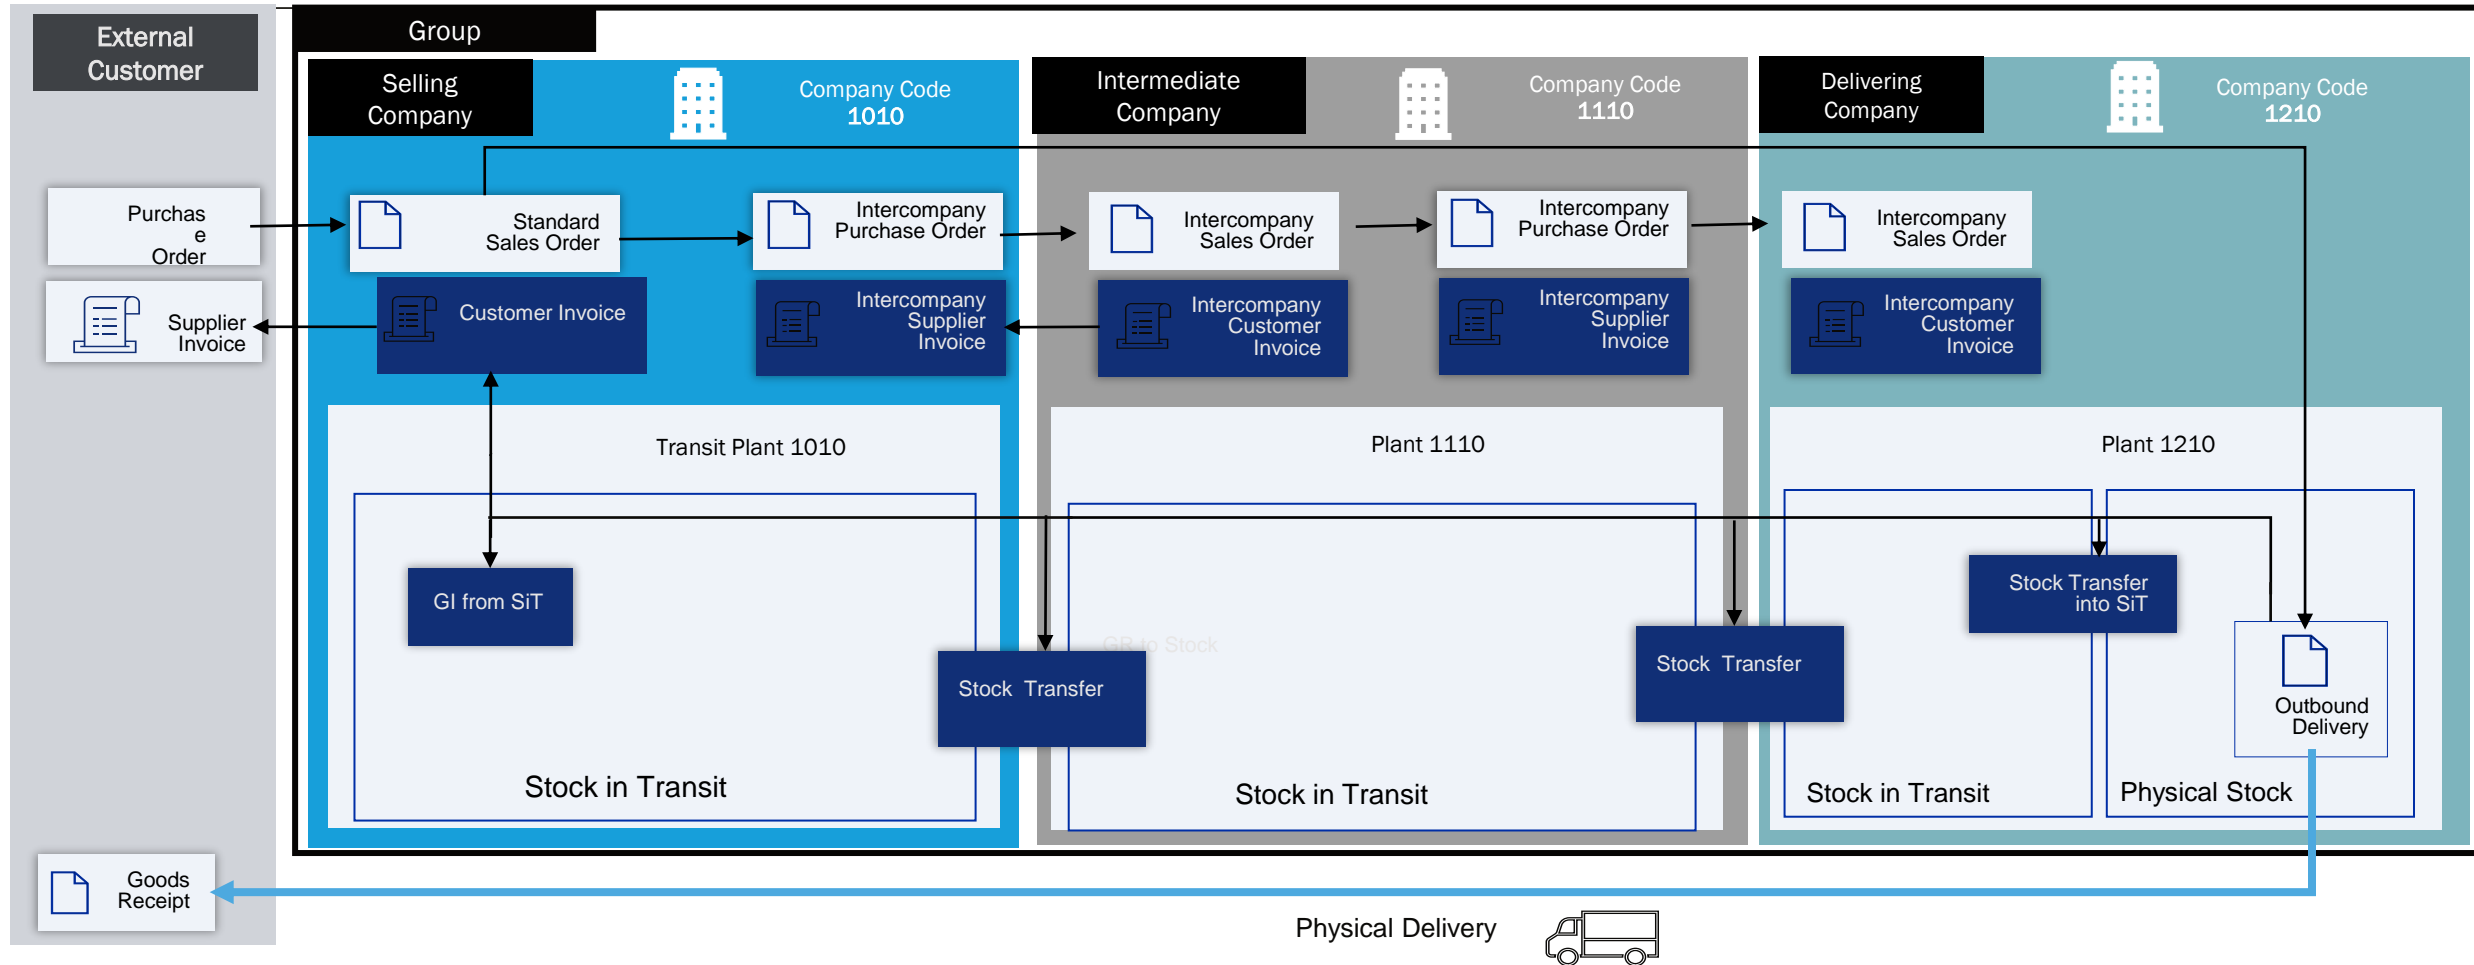 External
Customer
Group
Selling
Company
Company Code
1010
Intermediate
Company
Company Code
1110
Delivering
Company
Company Code
1210
Purchas
e
Order
Standard
Sales Order
Intercompany
Purchase Order
Intercompany
Sales Order
Intercompany
Purchase Order
Intercompany
Sales Order
Supplier
Invoice
Customer Invoice
Intercompany
Supplier
Invoice
Intercompany
Customer
Invoice
Intercompany
Supplier
Invoice
Intercompany
Customer
Invoice
Transit Plant 1010
Plant 1110
Plant 1210
GI from SiT
Stock Transfer
into SiT
GR to Stock
Stock Transfer
Stock Transfer
Outbound
Delivery
Stock in Transit
Stock in Transit
Stock in Transit
Physical Stock
Goods
Receipt
Physical Delivery